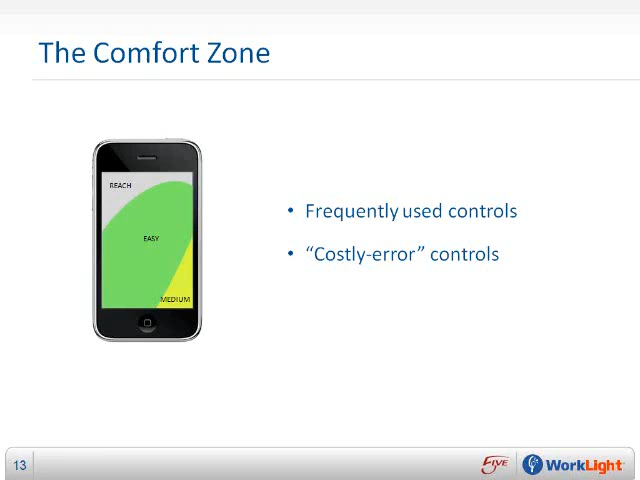 The Comfort Zone
REACH
EASY
MEDIUM
• Frequently used controls
• “Costly-error” controls
13
FIVE
WorkLight